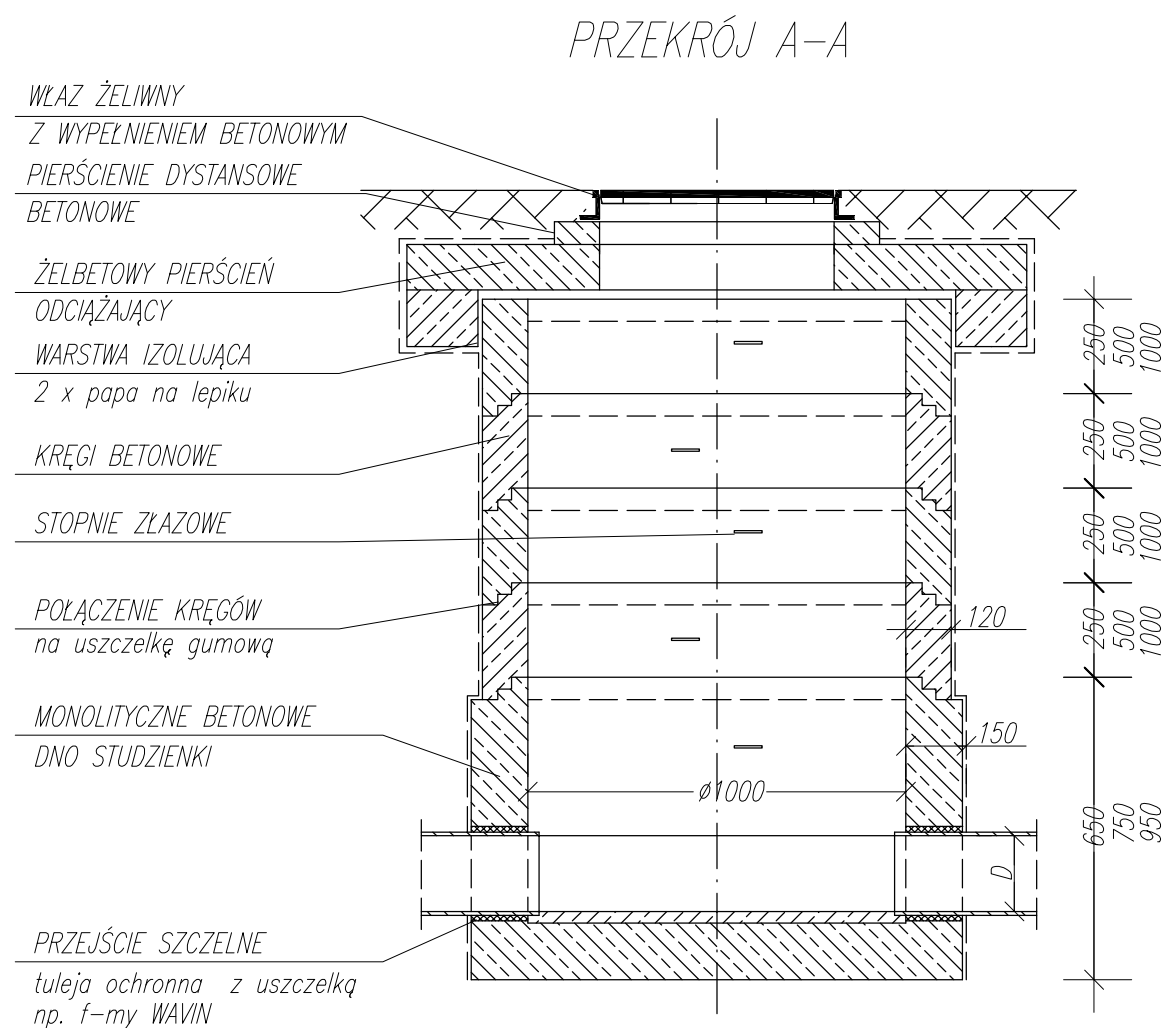 PRZEKRÓJ A-A
WŁAZ ŻELIWNY
Z WYPEŁNIENIEM BETONOWYM
PIERŚCIENIE DYSTANSOWE
BETONOWE
ŻELBETOWY PIERŚCIEŃ
ODCIĄŻAJĄCY
WARSTWA IZOLUJĄCA
2 x papa na lepiku
KRĘGI BETONOWE
STOPNIE ZŁAZOWE
POŁĄCZENIE KRĘGÓW
na uszczelkę gumową
MONOLITYCZNE BETONOWE
DNO STUDZIENKI
PRZEJŚCIE SZCZELNE
tuleja ochronna z uszczelką
np. f-my WAVIN
250
500
1000
250
500
1000
250
500
1000
250
500
1000
120
150
ø1000
650
750
950
D